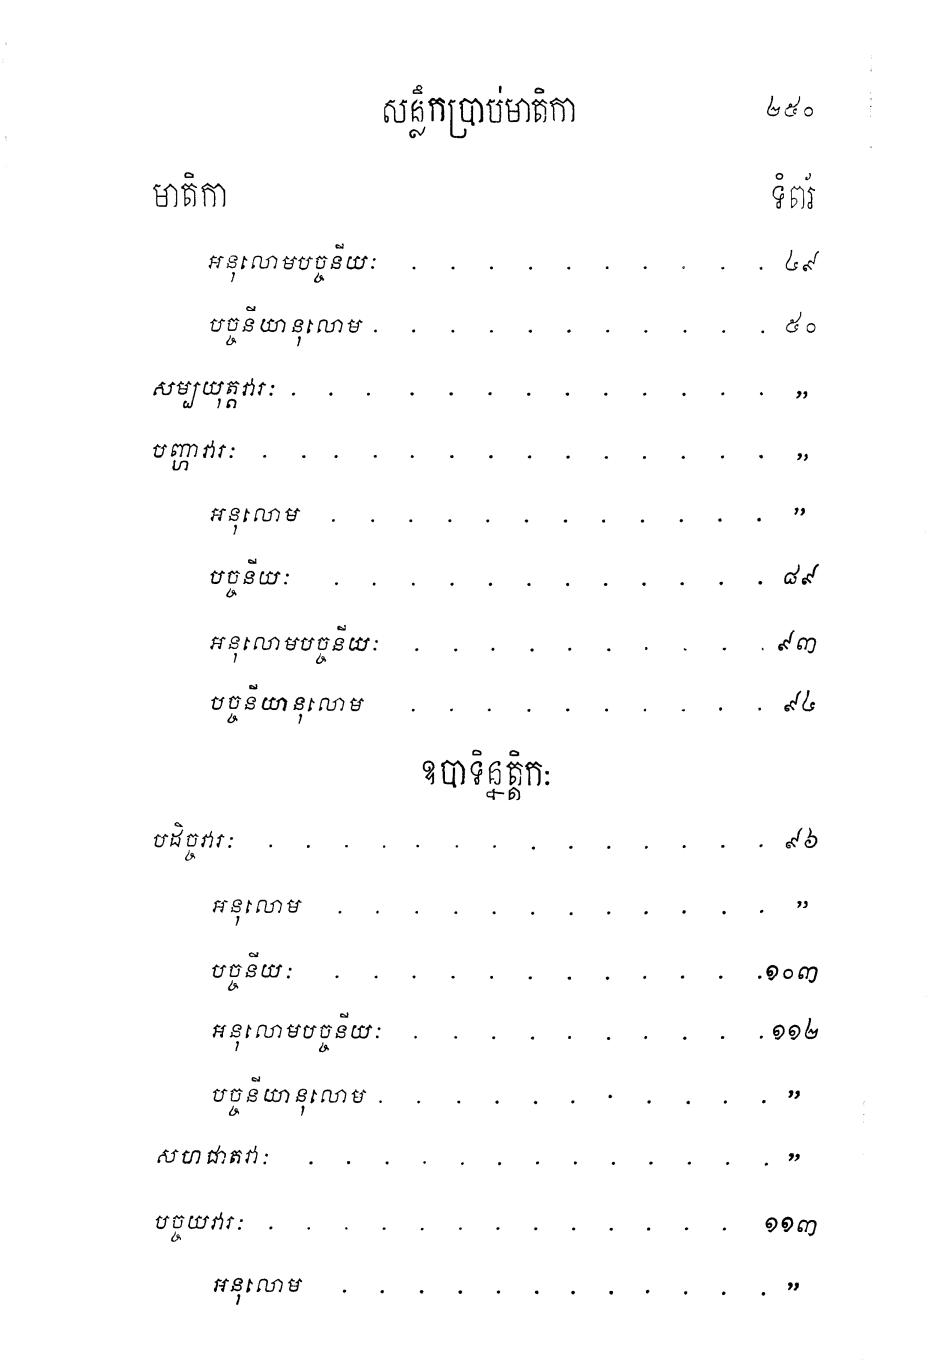 សន្លឹកប្រាប់មាតិកា ២៥០
មាតិកា ទំពរ័
អនុលោមបច្ចនីយៈ . . . . . . . . . . ៤៩
បច្ចនីយានុលោម . . . . . . . . . . . ៥០
សម្បយុត្តវារៈ . . . . . . . . . . . . . ”
បញ្ហាវារៈ . . . . . . . . . . . . . . ”
អនុលោម . . . . . . . . . . . . ”
បច្ចនីយៈ . . . . . . . . . . . . ៨៩
អនុលោមបច្ចនីយៈ . . . . . . . . . . ៩៣
បច្ចនីយានុលោម . . . . . . . . . . ៩៤
ឧបាទិន្នត្តិកៈ
បដិច្ចវារៈ . . . . . . . . . . . . . . ៩៦
អនុលោម . . . . . . . . . . . . ”
បច្ចនីយៈ . . . . . . . . . . . . ១០៣
អនុលោមបច្ចនីយៈ . . . . . . . . . . ១១២
បច្ចនីយានុលោម . . . . . . . . . . . ”
សហជាតវារៈ . . . . . . . . . . . . . ”
បច្ចយវារៈ . . . . . . . . . . . . . ១១៣
អនុលោម . . . . . . . . . . . . ”